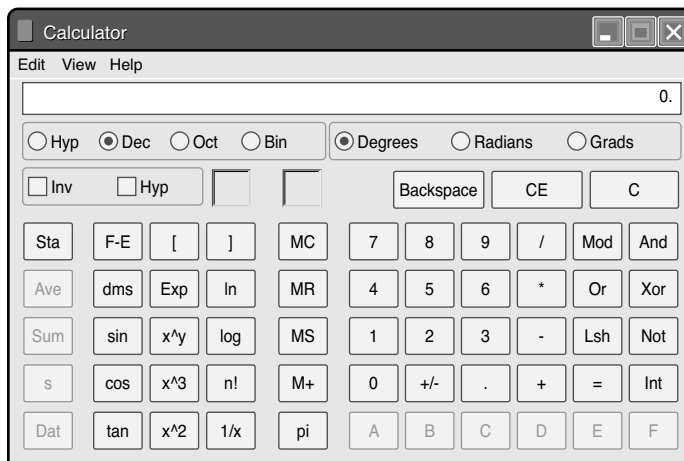 Calculator
Edit View Help
0.
Hyp Dec Oct Bin Degrees Radians Grads
Inv Hyp Backspace CE C
Sta F-E [ ] MC 7 8 9 / Mod And
Ave dms Exp In MR 4 5 6 * Or Xor
Sum sin x^y log MS 1 2 3 - Lsh Not
s cos x^3 n! M+ 0 +/- . + = Int
Dat tan x^2 1/x pi A B C D E F